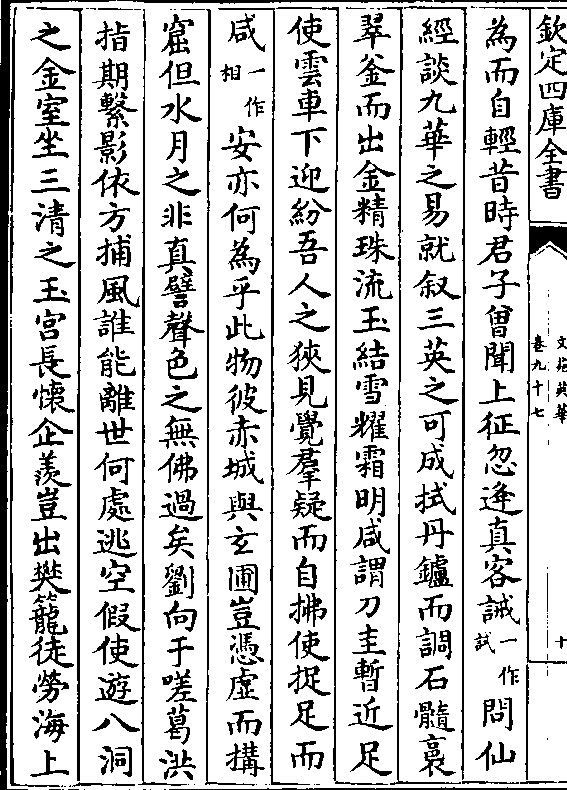 欽定四庫全書
文苑英華
卷九十七
十
為而自輕昔時君子曾聞上征忽逢真客誠一作試問仙
經談九華之易就叙三英之可成拭丹鑪而調石髓裛
翠釜而出金精珠流玉結雪耀霜明咸謂刀圭暫近足
使雲車下迎紛吾人之狹見覺羣疑而自拂使捉足而
咸一作相安亦何為乎此物彼赤城與玄圃豈憑虛而搆
窟但水月之非真譬聲色之無佛過矣劉向于嗟葛洪
指期繫影依方捕風誰能離世何處逃空假使遊八洞
之金室坐三清之玉宮長懷企羨豈出樊籠徒勞海上